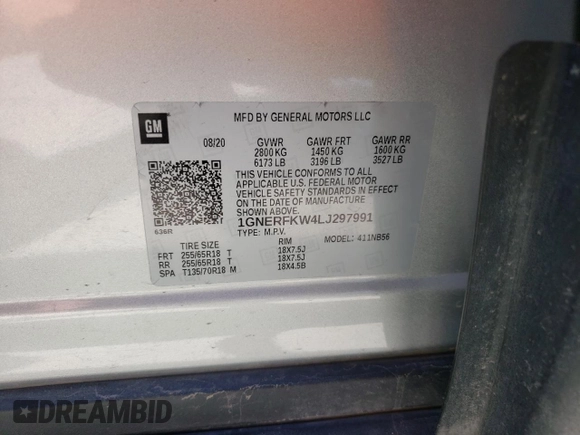 MFD BY GENERAL MOTORS LLC
GM
08/20 GVWR GAWR FRT GAWR RR
2800 KG 1450 KG 1600 KG
6173 LB 3196 LB 3527 LB
THIS VEHICLE CONFORMS TO ALL
APPLICABLE U.S. FEDERAL MOTOR
VEHICLE SAFETY STANDARDS IN EFFECT
ON THE DATE OF MANUFACTURE
SHOWN ABOVE.
1GNERFKW4LJ297991
636R
TYPE: M.P.V. MODEL: 411NB56
TIRE SIZE RIM
FRT 255/65R18 T 18X7.5J
RR 255/65R18 T 18X7.5J
SPA T135/70R18 M 18X4.5B
DREAMBID